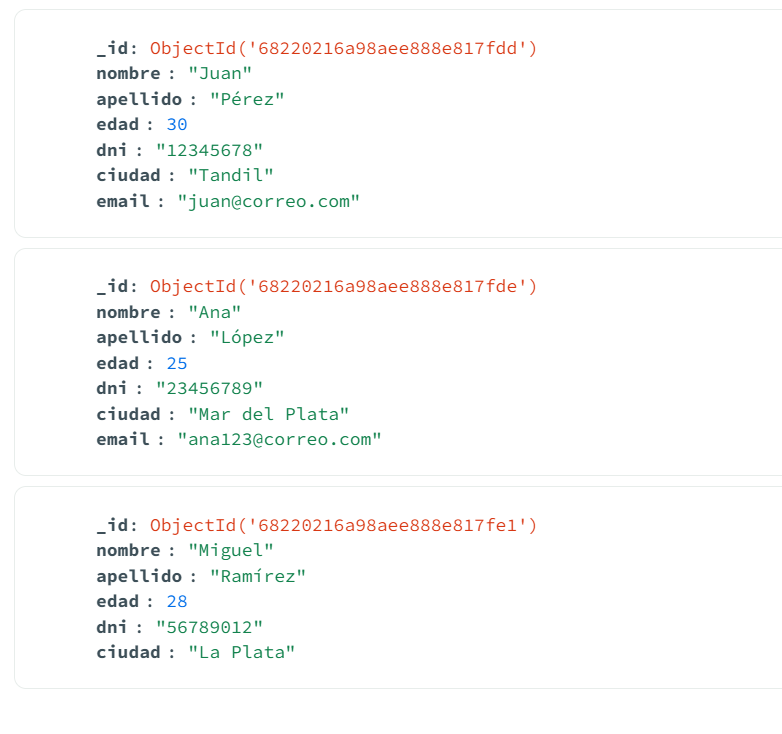 _id: ObjectId('68220216a98aee888e817fdd')
nombre : "Juan"
apellido : "Pérez"
edad : 30
dni : "12345678"
ciudad : "Tandil"
email : "juan@correo.com"
_id: ObjectId('68220216a98aee888e817fde')
nombre : "Ana"
apellido : "López"
edad : 25
dni : "23456789"
ciudad : "Mar del Plata"
email : "ana123@correo.com"
_id: ObjectId('68220216a98aee888e817fe1')
nombre : "Miguel"
apellido : "Ramírez"
edad : 28
dni : "56789012"
ciudad : "La Plata"